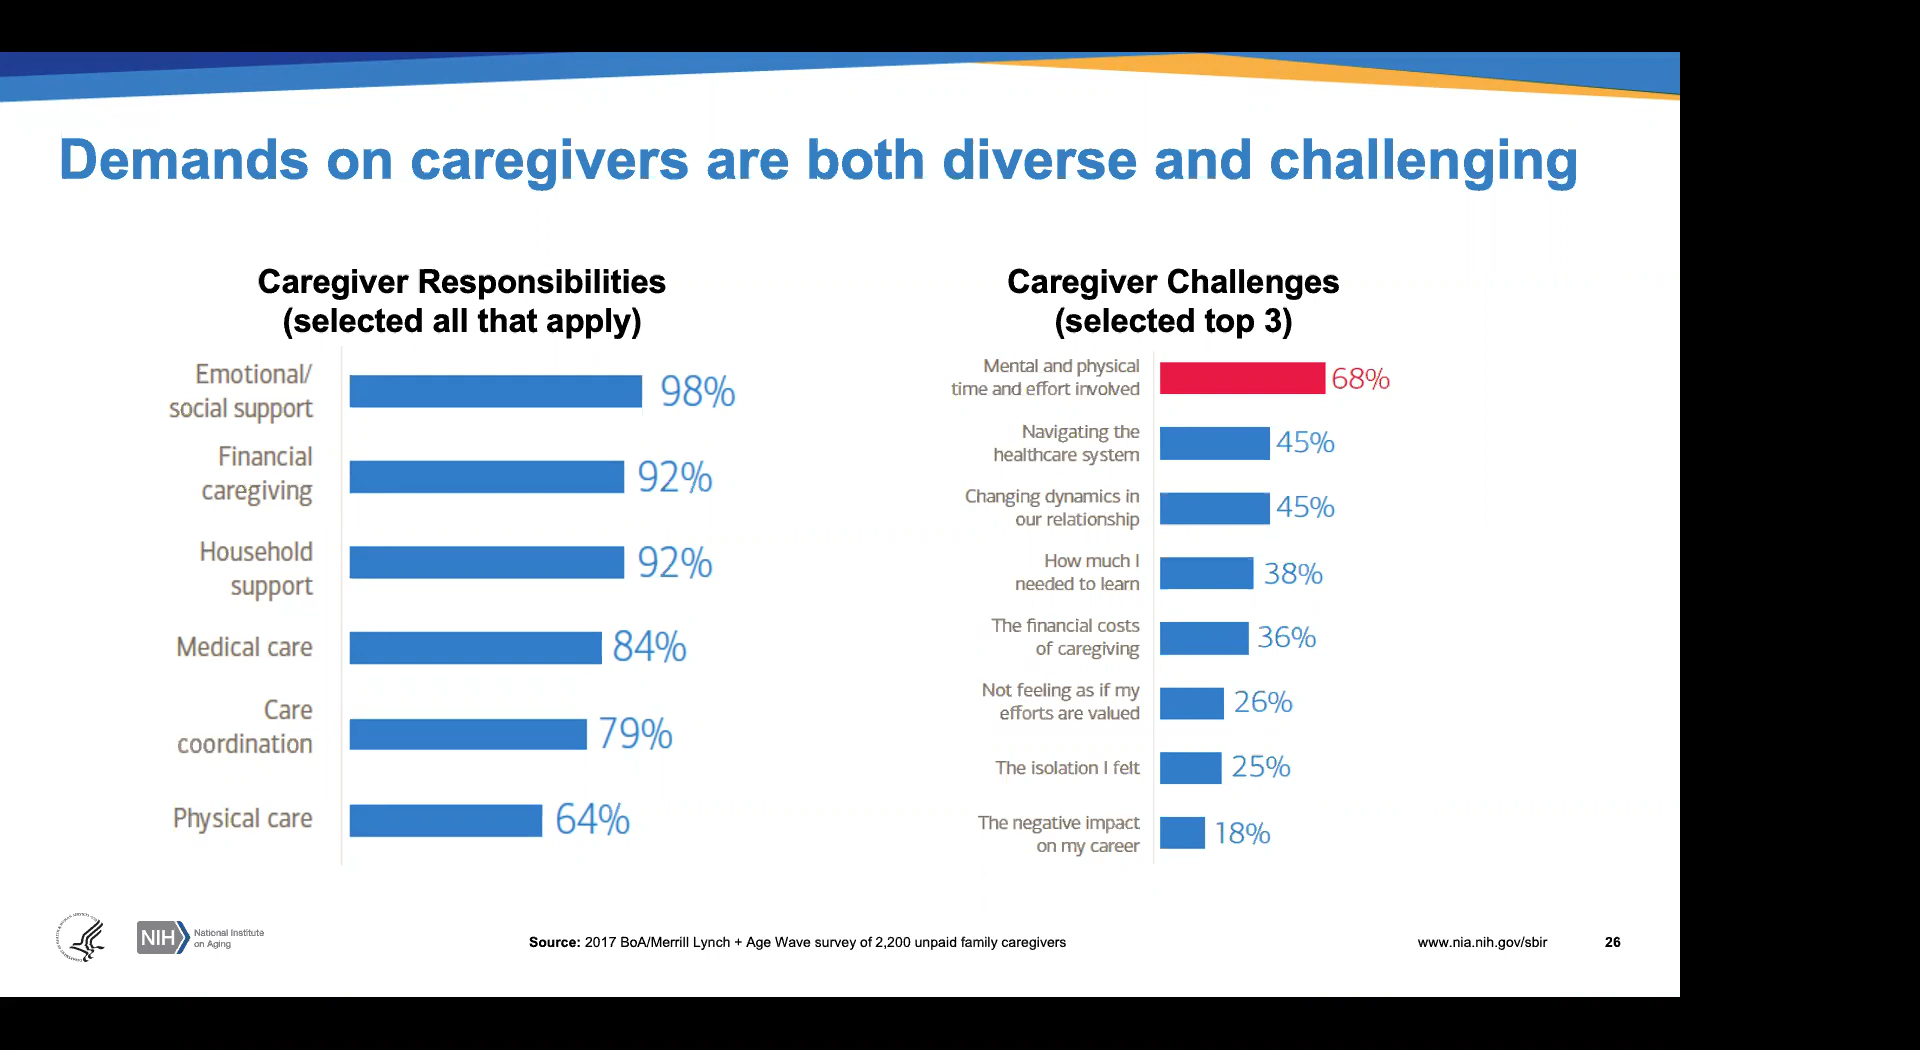 Demands on caregivers are both diverse and challenging
Caregiver Responsibilities
(selected all that apply)
Emotional/
social support
98%
Financial
caregiving
92%
Household
support
92%
Medical care
84%
Care
coordination
79%
Physical care
64%
Caregiver Challenges
(selected top 3)
Mental and physical
time and effort involved
68%
Navigating the
healthcare system
45%
Changing dynamics in
our relationship
45%
How much I
needed to learn
38%
The financial costs
of caregiving
36%
Not feeling as if my
efforts are valued
26%
The isolation I felt
25%
The negative impact
on my career
18%
NIH
National Institute
on Aging
Source: 2017 BoA/Merrill Lynch + Age Wave survey of 2,200 unpaid family caregivers
www.nia.nih.gov/sbir
26